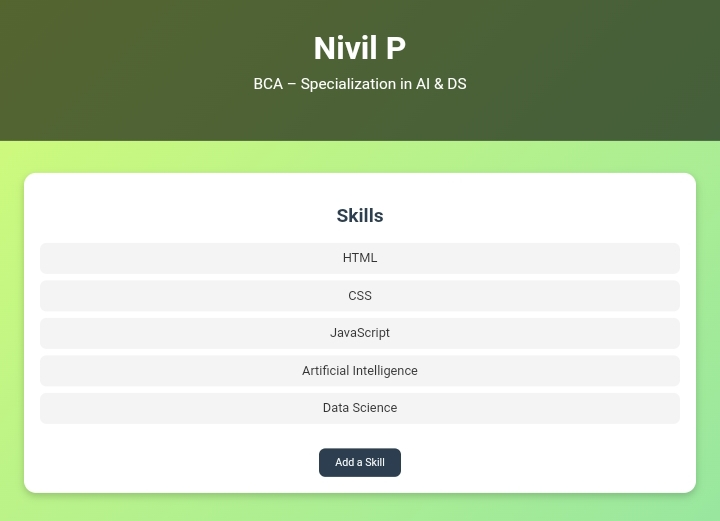 Nivil P
BCA – Specialization in AI & DS
Skills
HTML
CSS
JavaScript
Artificial Intelligence
Data Science
Add a Skill